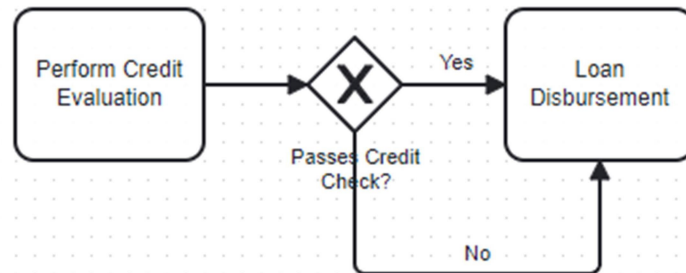 Perform Credit
Evaluation
Yes
Loan
Disbursement
Passes Credit
Check?
No